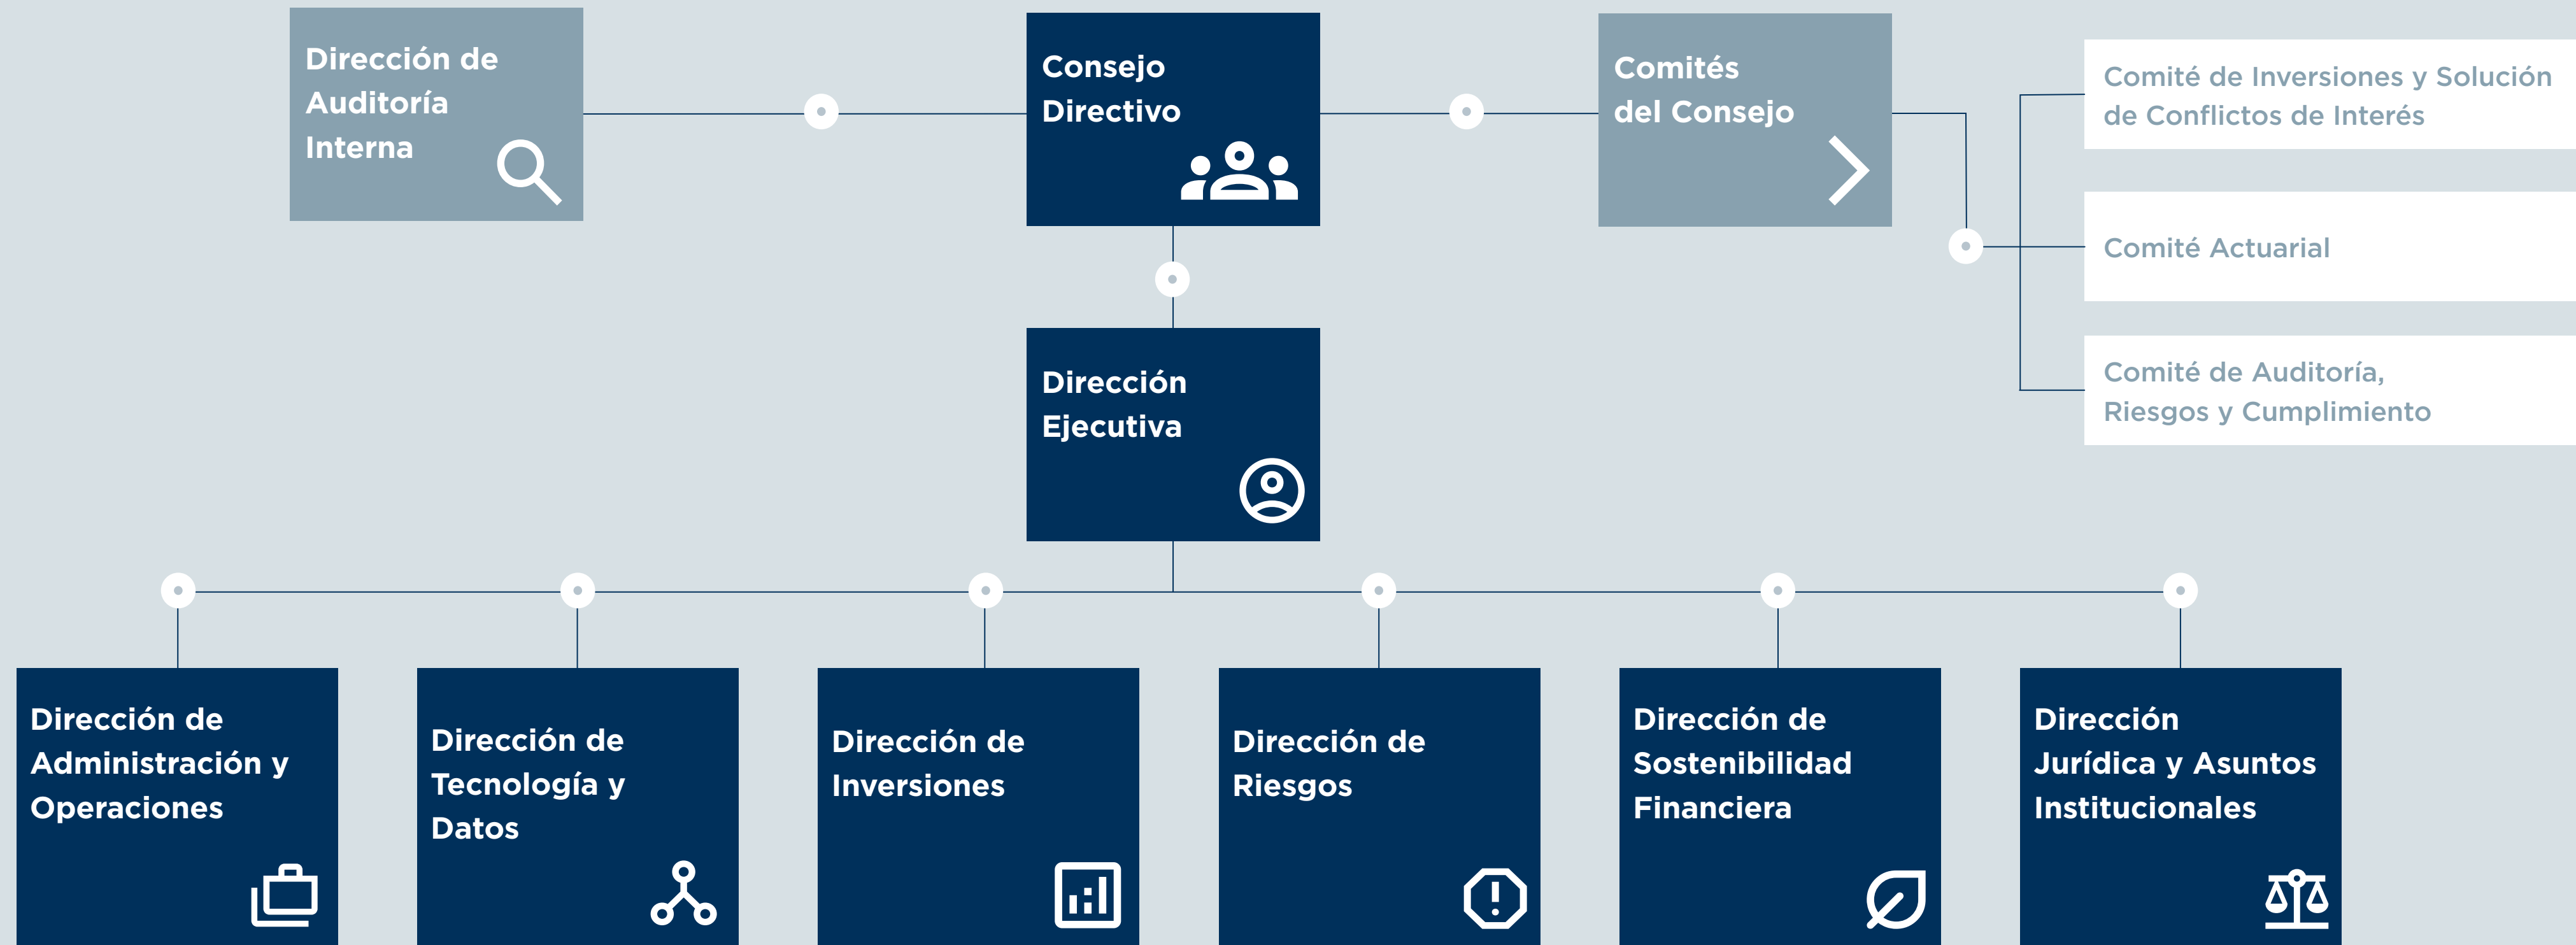 Dirección de
Auditoría
Interna
Consejo
Directivo
Comités
del Consejo
Comité de Inversiones y Solución
de Conflictos de Interés
Comité Actuarial
Comité de Auditoría,
Riesgos y Cumplimiento
Dirección
Ejecutiva
Dirección de
Administración y
Operaciones
Dirección de
Tecnología y
Datos
Dirección de
Inversiones
Dirección de
Riesgos
Dirección de
Sostenibilidad
Financiera
Dirección
Jurídica y Asuntos
Institucionales